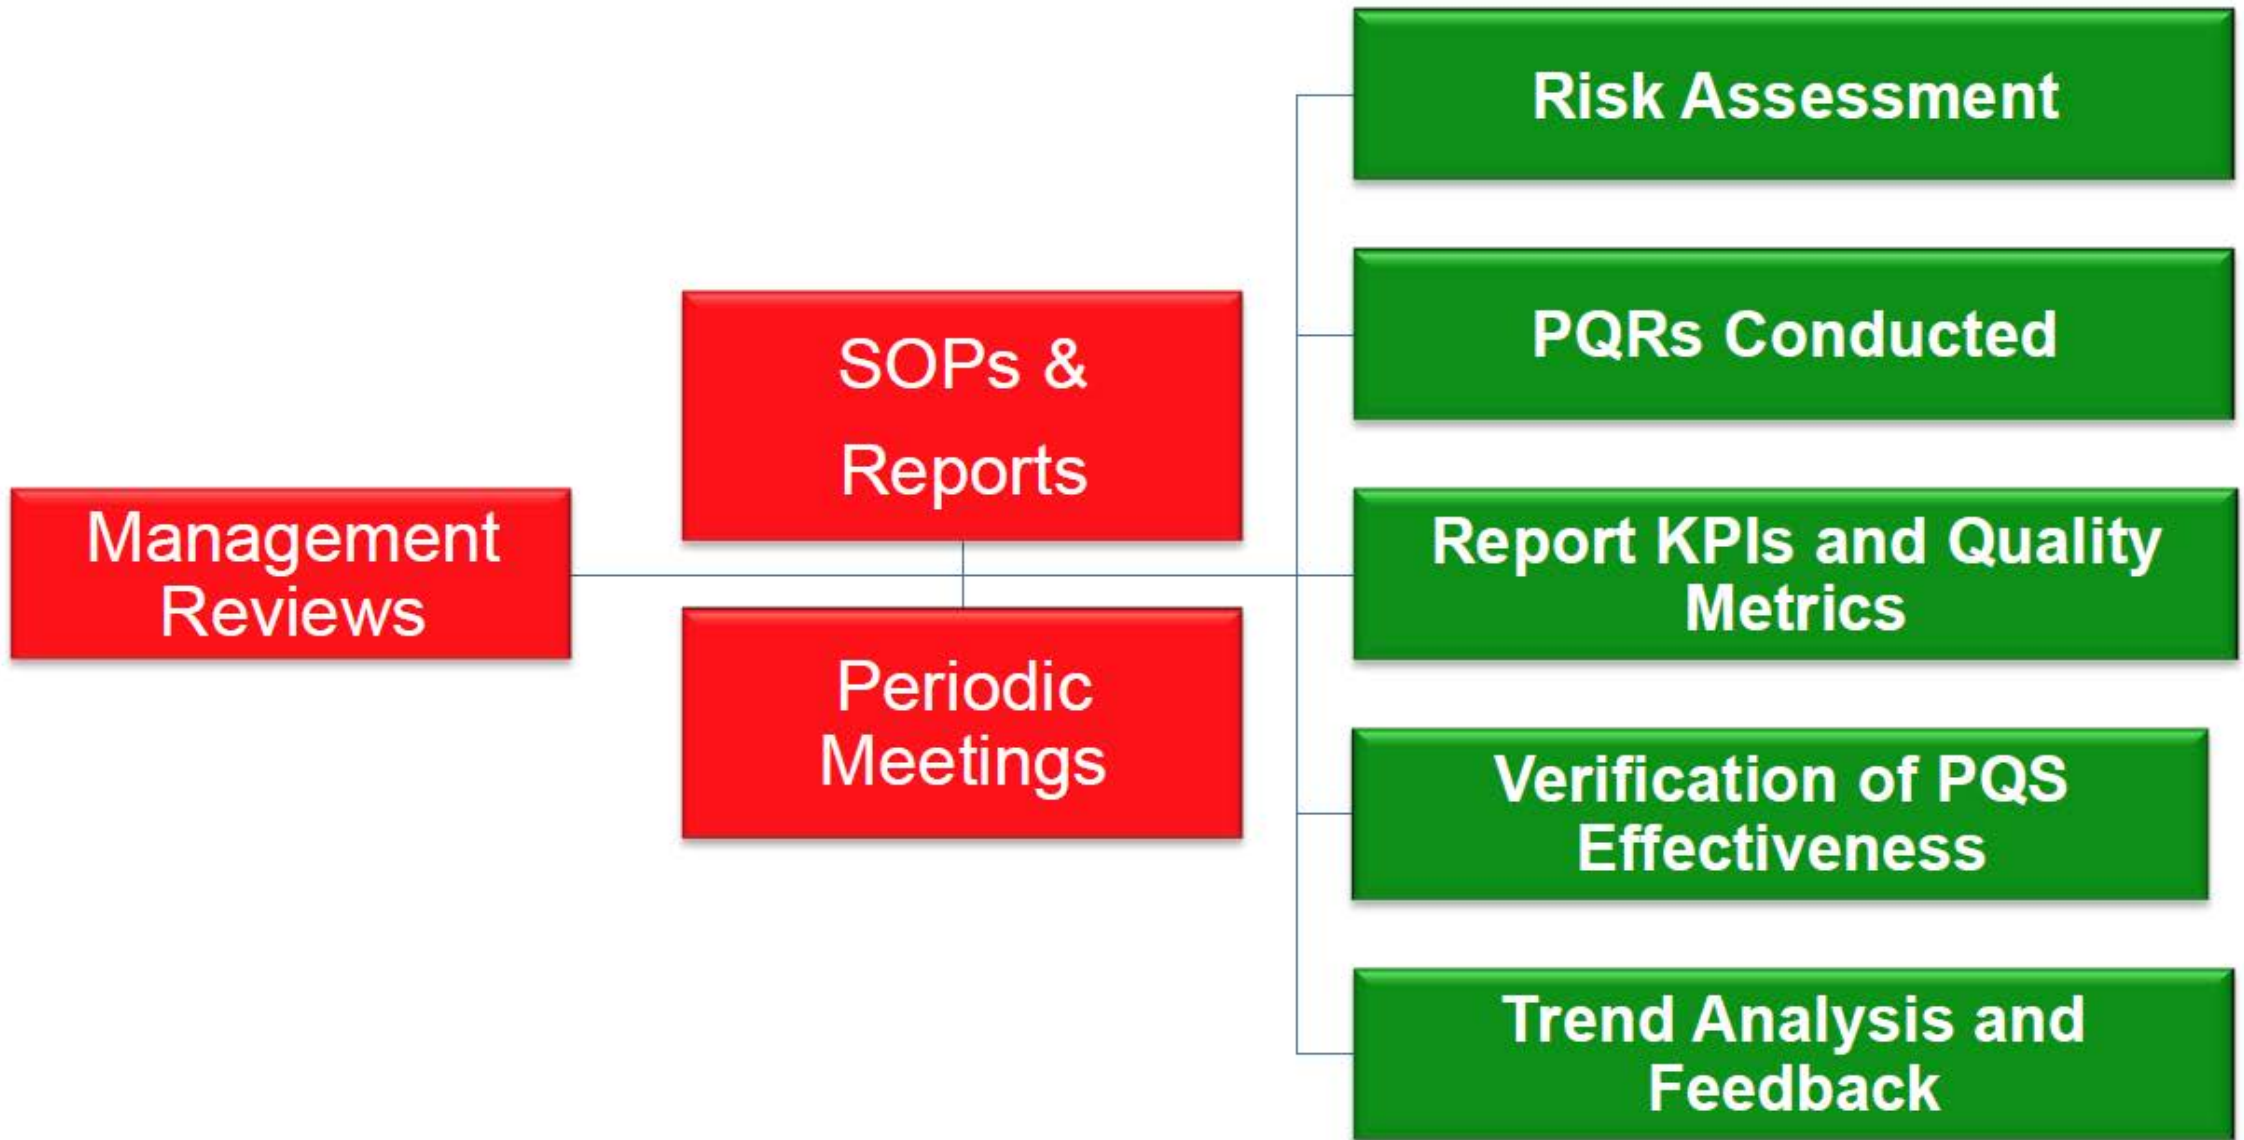 Management
Reviews
SOPs &
Reports
Periodic
Meetings
Risk Assessment
PQRs Conducted
Report KPIs and Quality
Metrics
Verification of PQS
Effectiveness
Trend Analysis and
Feedback